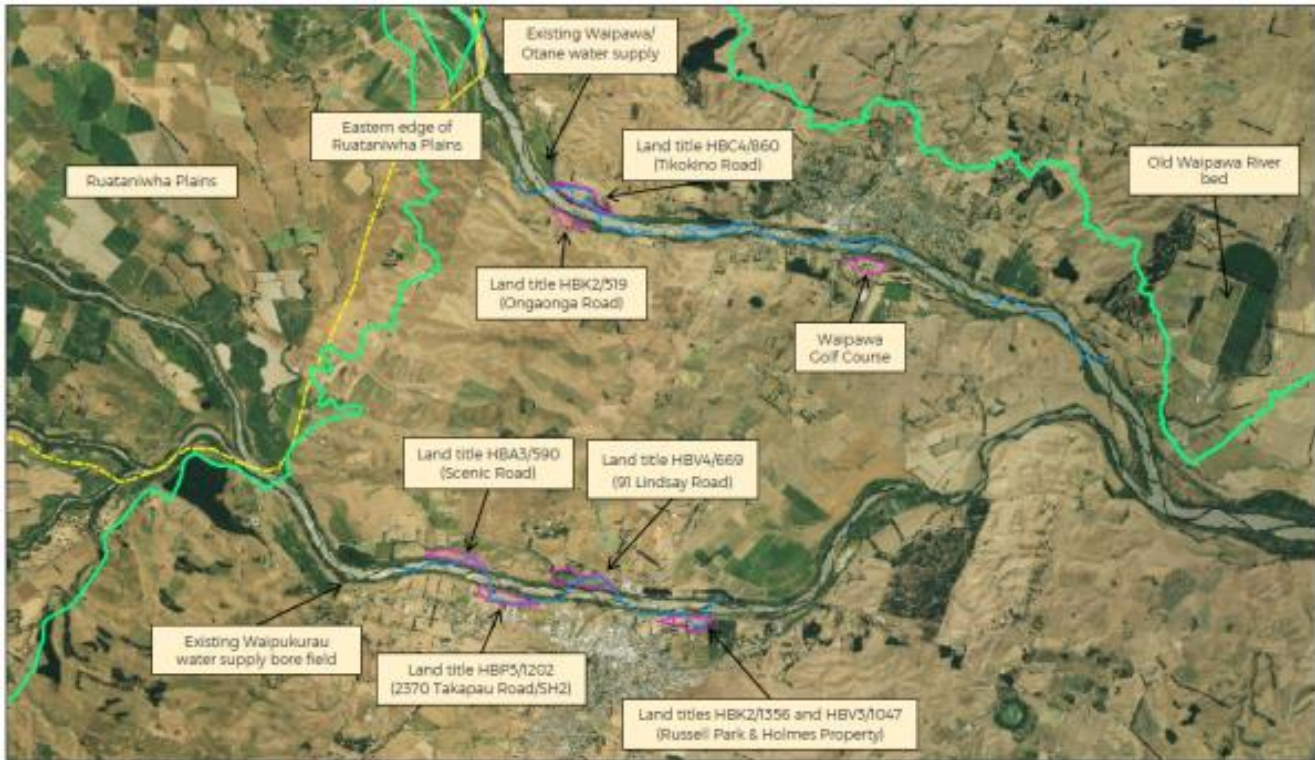 Existing Waipawa/
Otane water supply
Eastern edge of
Ruataniwha Plains
Land title HBC4/860
(Tikokino Road)
Old Waipawa River
bed
Ruataniwha Plains
Land title HBK2/519
(Ongaonga Road)
Waipawa
Golf Course
Land title HBA3/590
(Scenic Road)
Land title HBV4/669
(91 Lindsay Road)
Existing Waipukurau
water supply bore field
Land title HBP5/1202
(2370 Takapau Road/SH2)
Land titles HBK2/1356 and HBV3/1047
(Russell Park & Holmes Property)